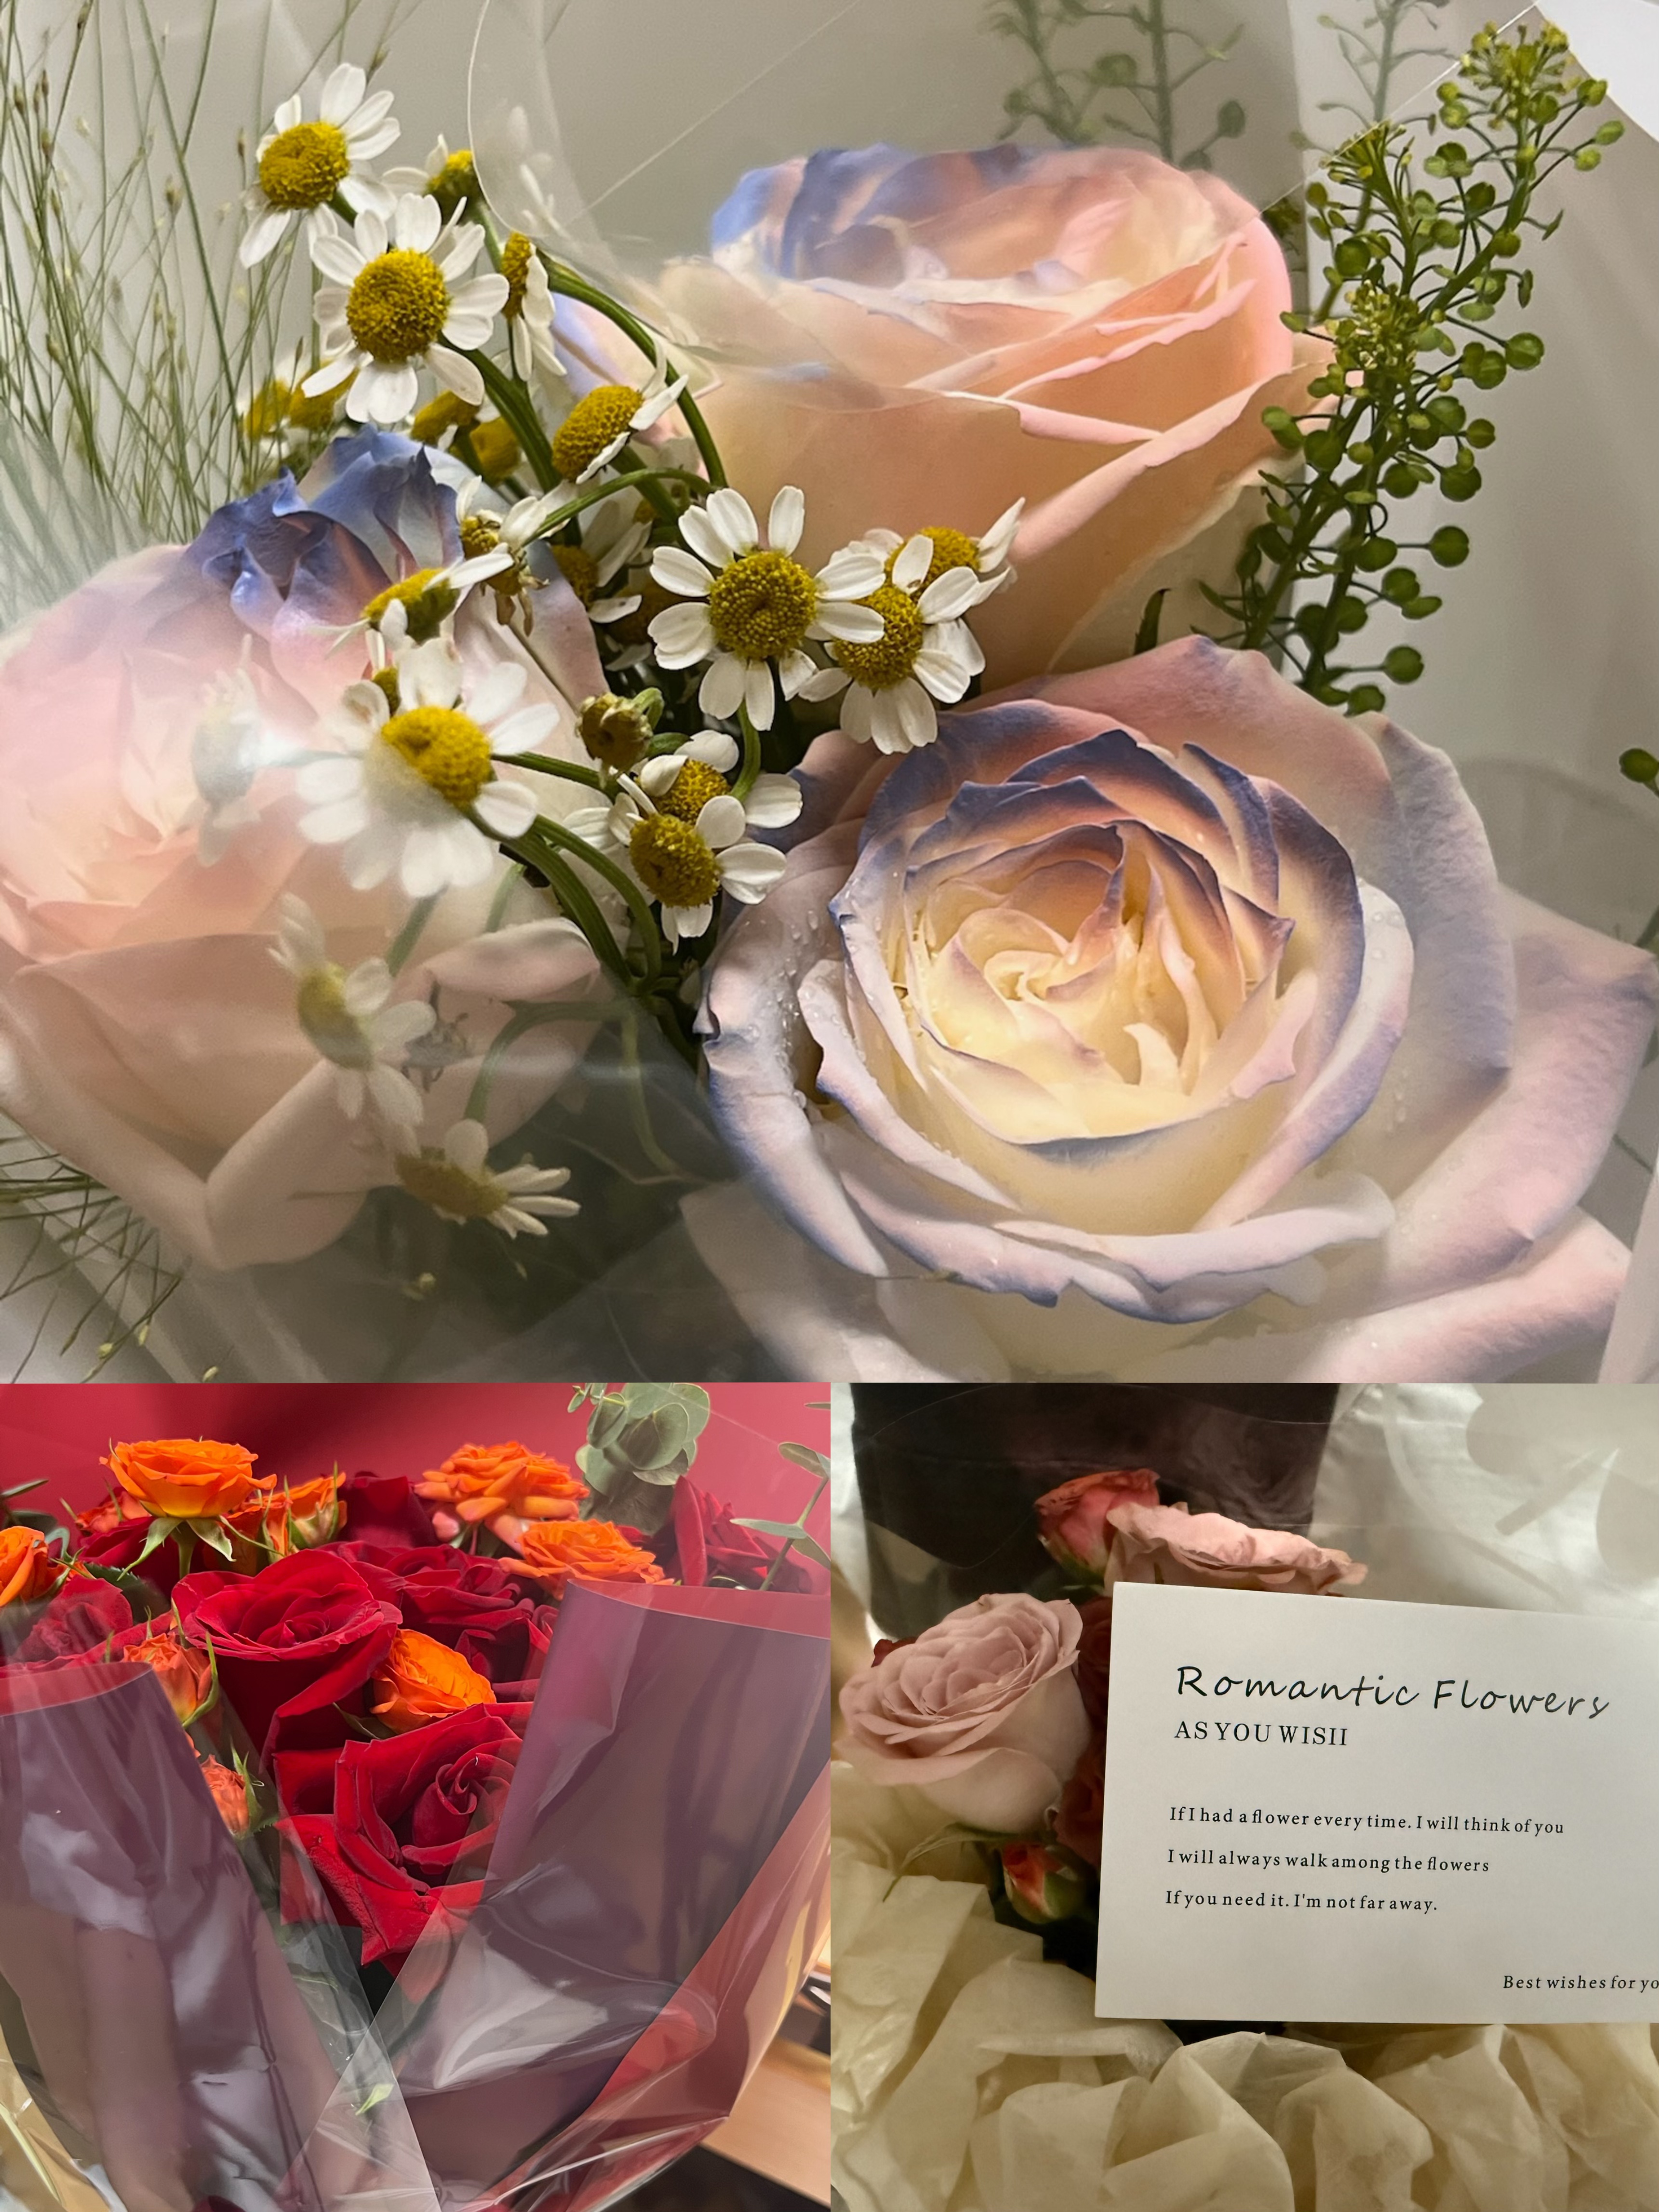 Romantic Flowers
AS YOU WISII
If I had a flower every time. I will think of you
I will always walk among the flowers
If you need it. I'm not far away.
Best wishes for yo